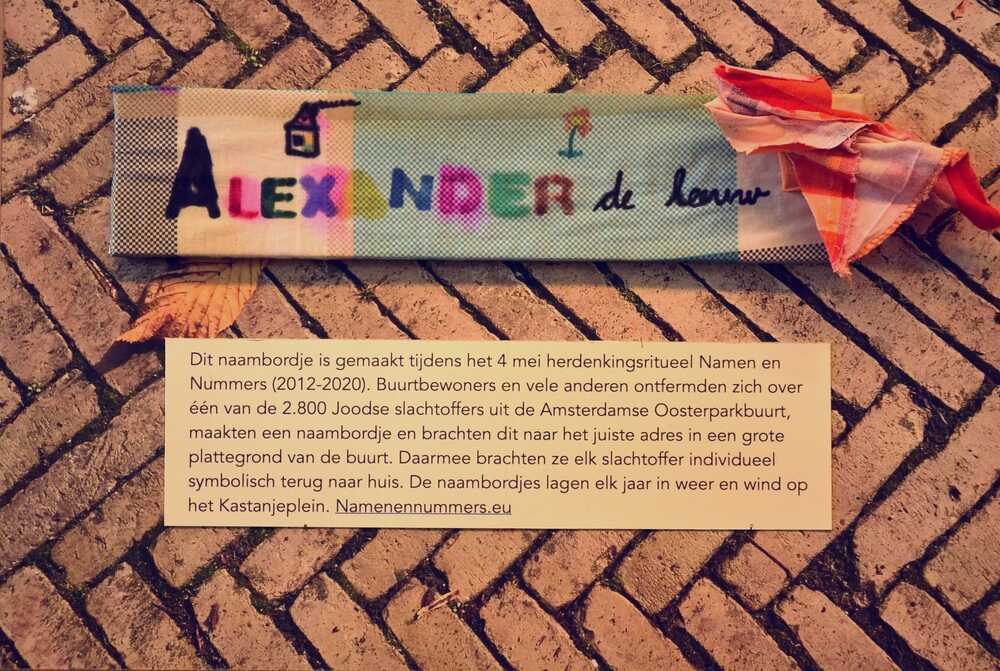 ALEXANDER de leeuw
Dit naambordje is gemaakt tijdens het 4 mei herdenkingsritueel Namen en
Nummers (2012-2020). Buurtbewoners en vele anderen ontfermden zich over
één van de 2.800 Joodse slachtoffers uit de Amsterdamse Oosterparkbuurt,
maakten een naambordje en brachten dit naar het juiste adres in een grote
plattegrond van de buurt. Daarmee brachten ze elk slachtoffer individueel
symbolisch terug naar huis. De naambordjes lagen elk jaar in weer en wind op
het Kastanjeplein. Namenennummers.eu